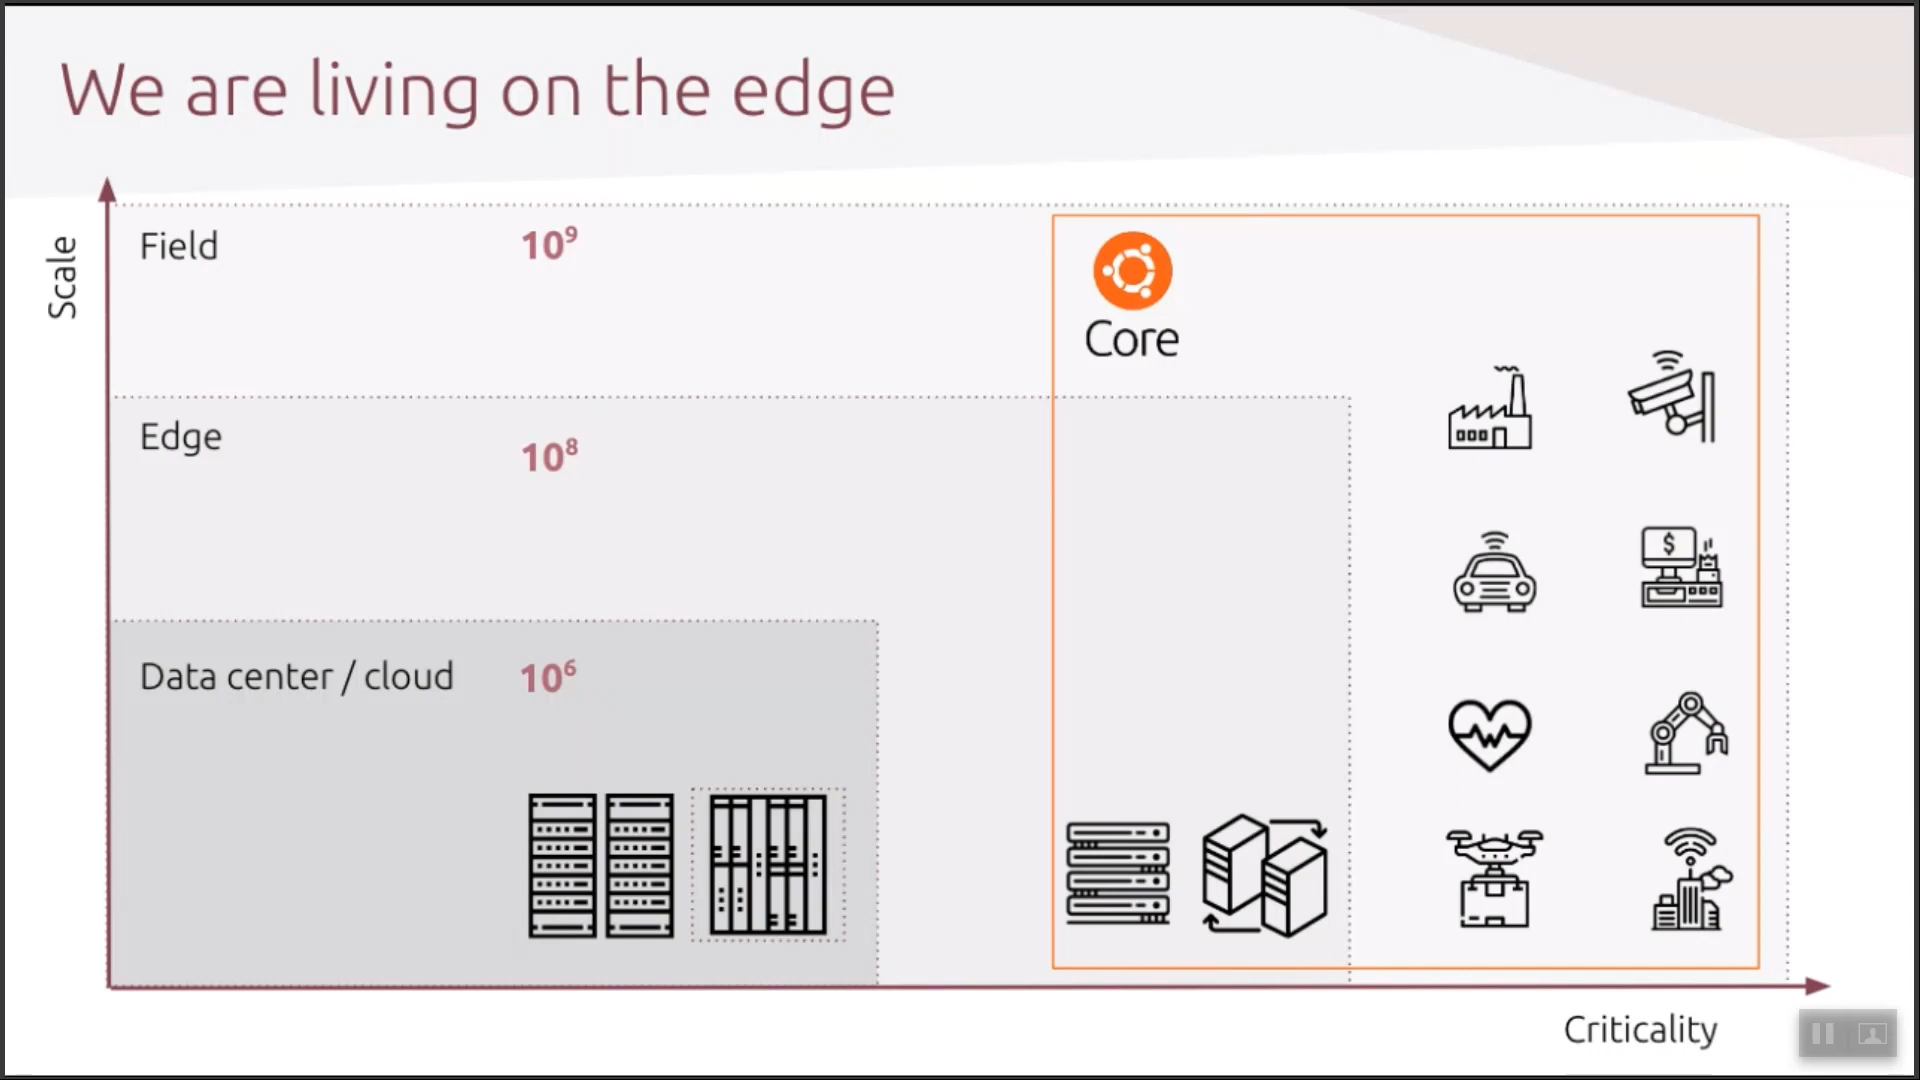 We are living on the edge
Scale
Field 10⁹
Core
Edge 10⁸
$
Data center / cloud 10⁶
Criticality